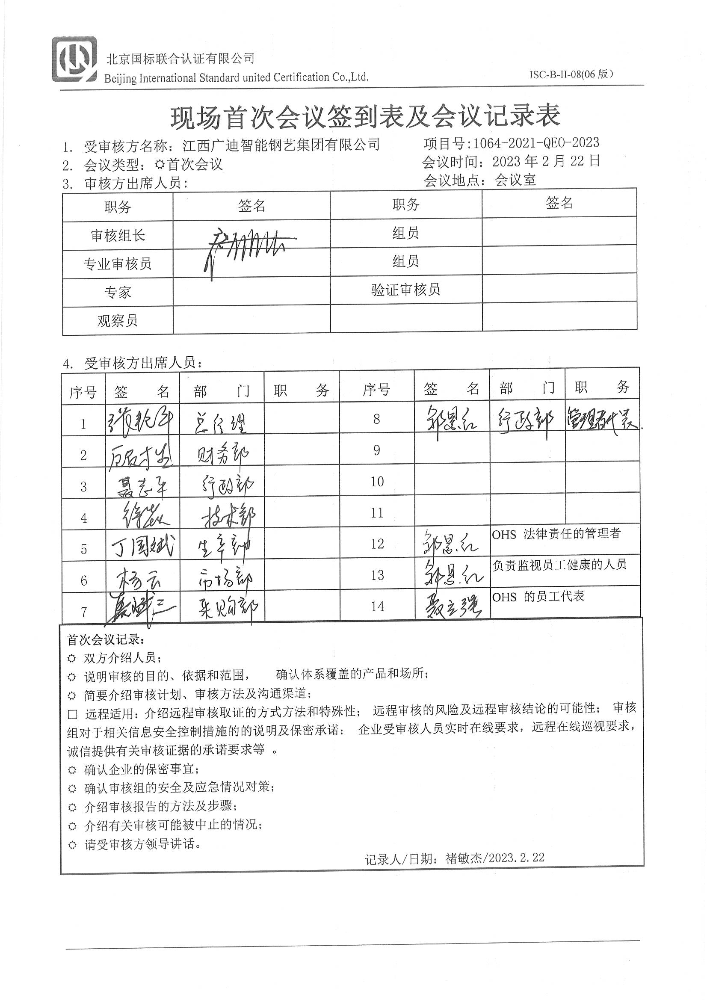 北京国标联合认证有限公司
Beijing International Standard united Certification Co.,Ltd.
ISC-B-II-08(06 版)
现场首次会议签到表及会议记录表
1. 受审核方名称：江西广迪智能钢艺集团有限公司 项目号:1064-2021-QEO-2023
2. 会议类型：首次会议 会议时间：2023 年 2 月 22 日
3. 审核方出席人员: 会议地点：会议室
职务 签名 职务 签名
审核组长 组员
专业审核员 组员
专家 验证审核员
观察员
4. 受审核方出席人员:
序号 签 名 部 门 职 务 序号 签 名 部 门 职 务
1 总经理 8 行政部 管理者代表
2 财务部 9
3 聂志军 行政部 10
4 技术部 11
5 丁国斌 生产部 12 OHS 法律责任的管理者
6 杨云 市场部 13 负责监视员工健康的人员
7 采购部 14 聂立强 OHS 的员工代表
首次会议记录:
双方介绍人员;
说明审核的目的、依据和范围， 确认体系覆盖的产品和场所;
简要介绍审核计划、审核方法及沟通渠道;
□ 远程适用: 介绍远程审核取证的方式方法和特殊性; 远程审核的风险及远程审核结论的可能性; 审核
组对于相关信息安全控制措施的的说明及保密承诺; 企业受审核人员实时在线要求，远程在线巡视要求，
诚信提供有关审核证据的承诺要求等 。
确认企业的保密事宜;
确认审核组的安全及应急情况对策;
介绍审核报告的方法及步骤;
介绍有关审核可能被中止的情况;
请受审核方领导讲话。
记录人/日期: 褚敏杰/2023.2.22